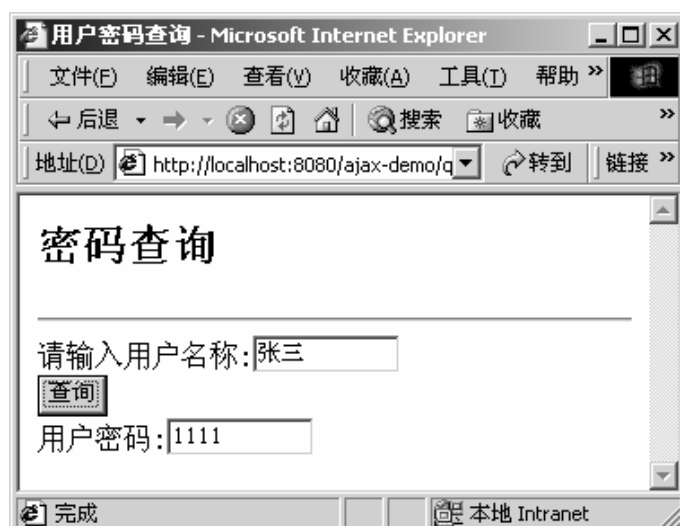 用户密码查询 - Microsoft Internet Explorer
文件(F) 编辑(E) 查看(V) 收藏(A) 工具(T) 帮助 »
后退 搜索 收藏 »
地址(D) http://localhost:8080/ajax-demo/q 转到 链接 »
密码查询
请输入用户名称:张三
查询
用户密码:1111
完成 本地 Intranet